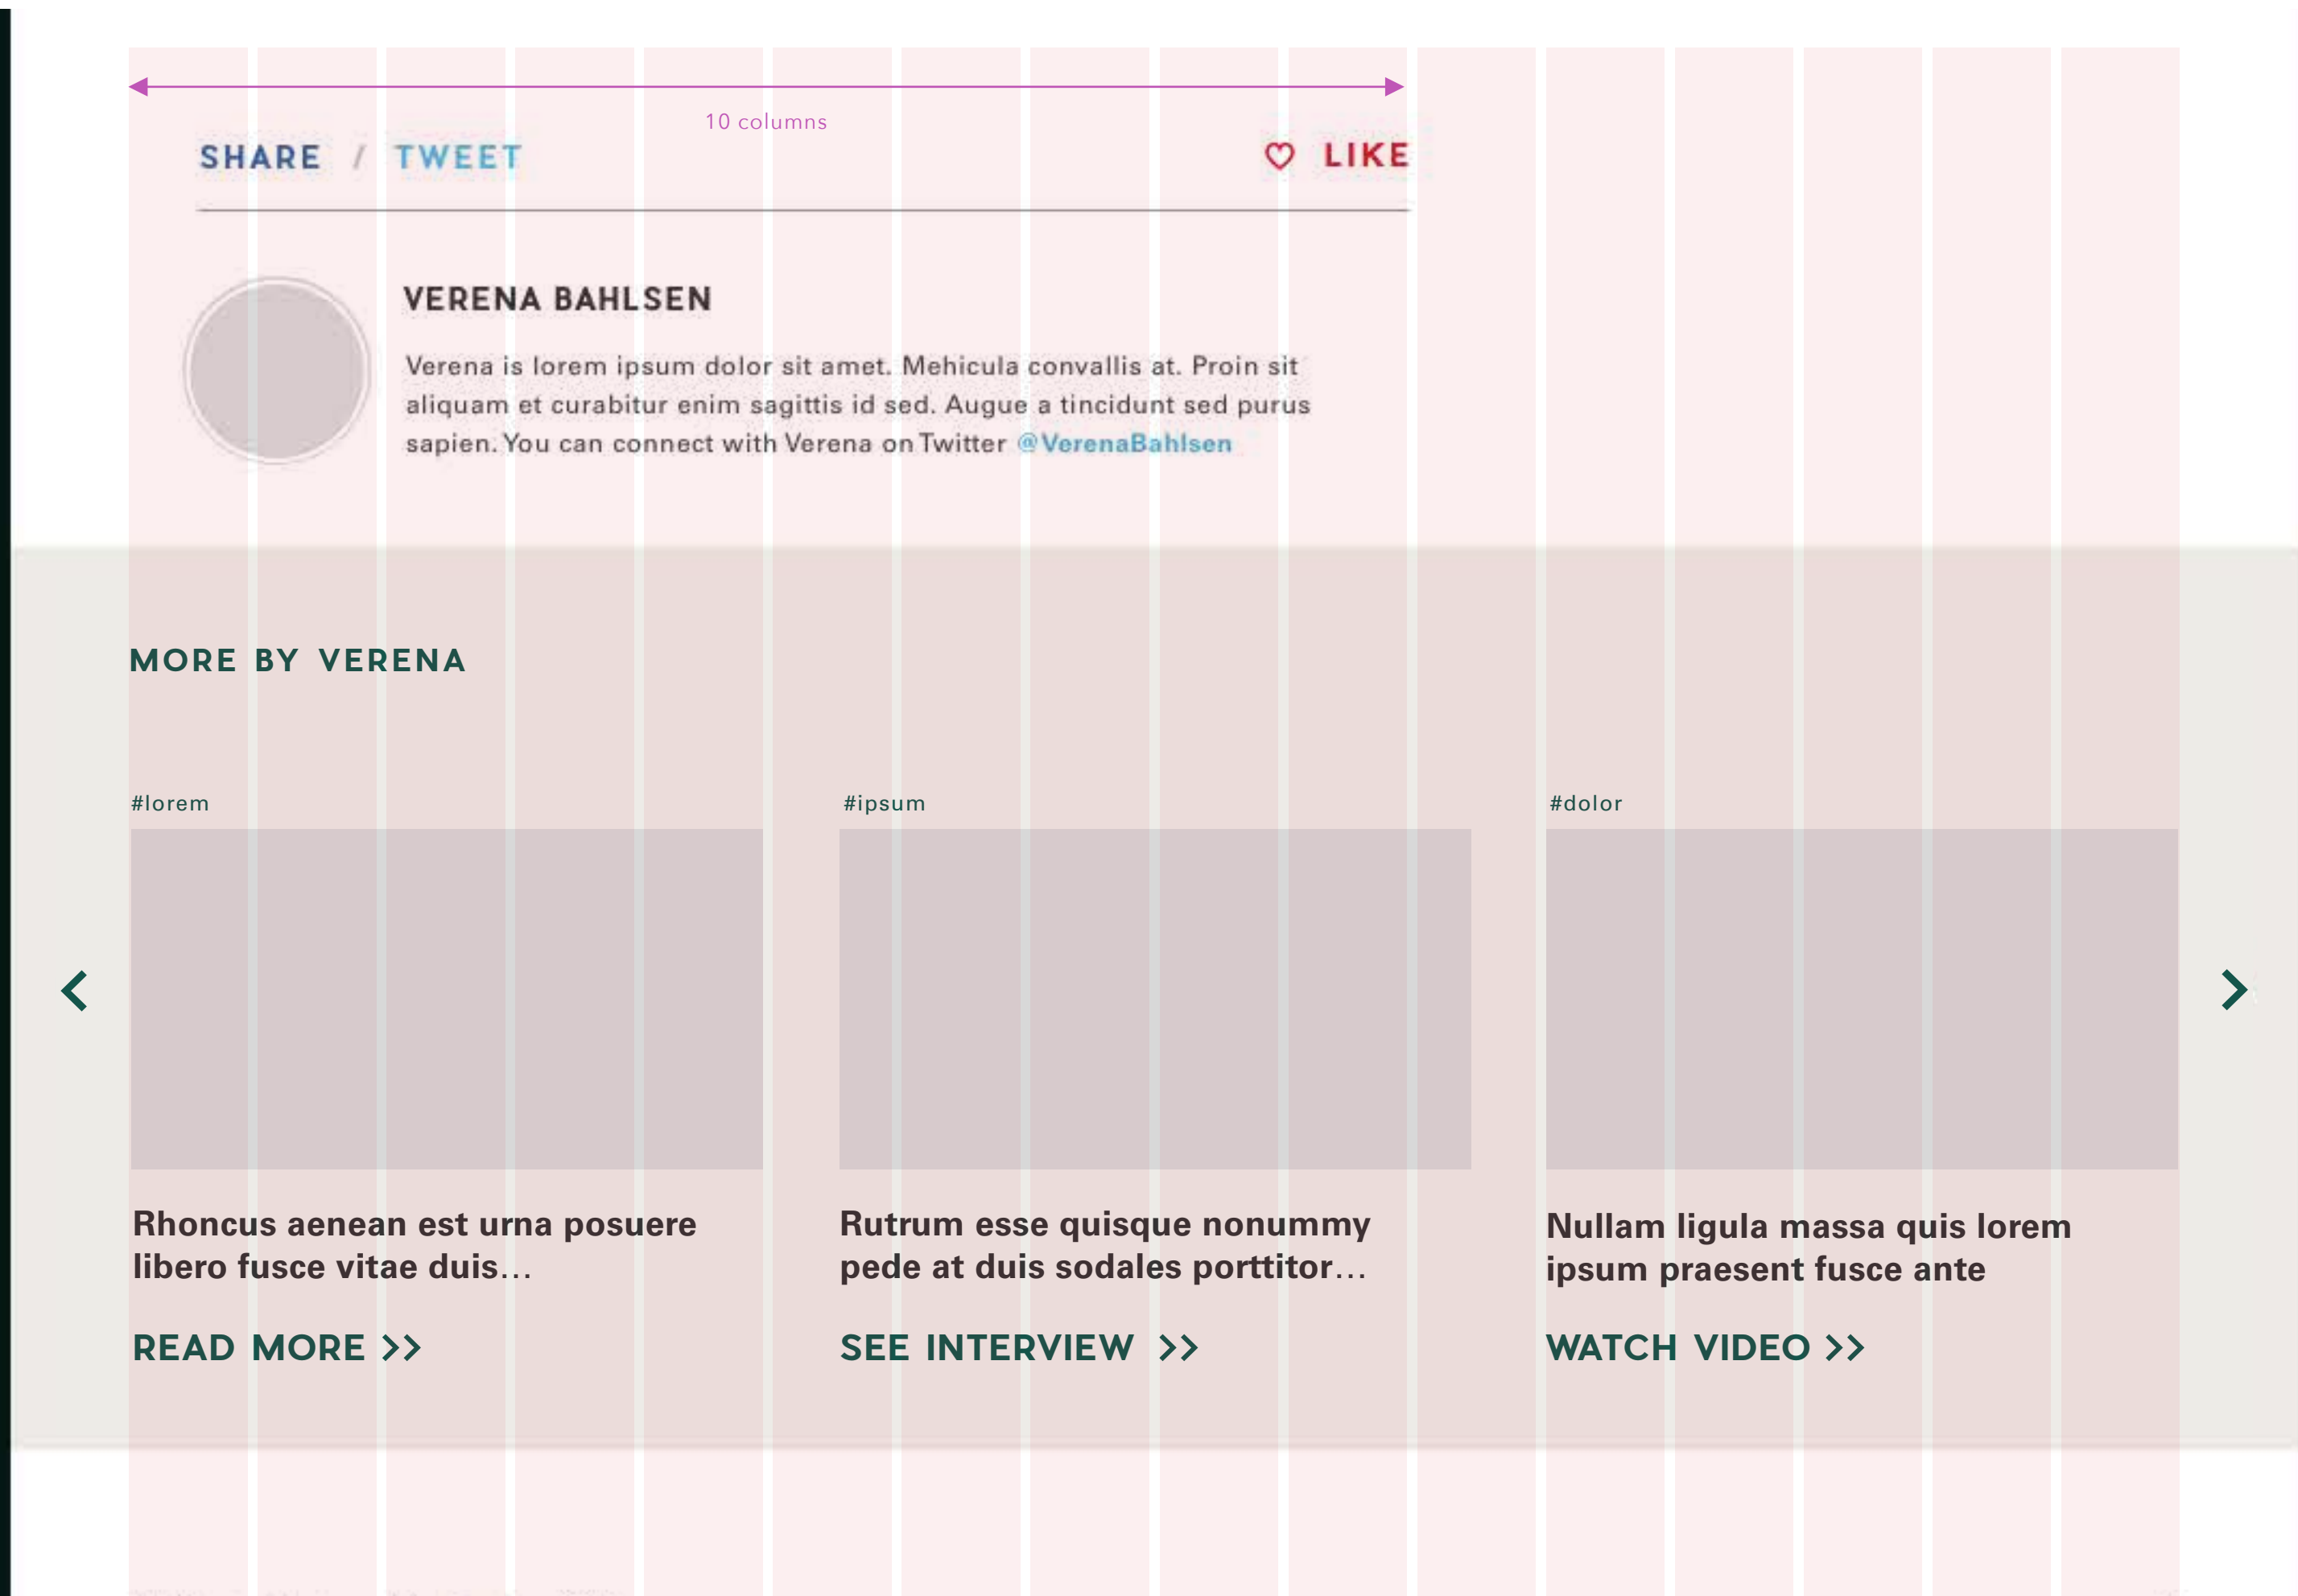 10 columns
SHARE / TWEET
LIKE
VERENA BAHLSEN
Verena is lorem ipsum dolor sit amet. Mehicula convallis at. Proin sit
aliquam et curabitur enim sagittis id sed. Augue a tincidunt sed purus
sapien. You can connect with Verena on Twitter @VerenaBahlsen
MORE BY VERENA
#lorem
#ipsum
#dolor
Rhoncus aenean est urna posuere
libero fusce vitae duis...
READ MORE >>
Rutrum esse quisque nonummy
pede at duis sodales porttitor...
SEE INTERVIEW >>
Nullam ligula massa quis lorem
ipsum praesent fusce ante
WATCH VIDEO >>